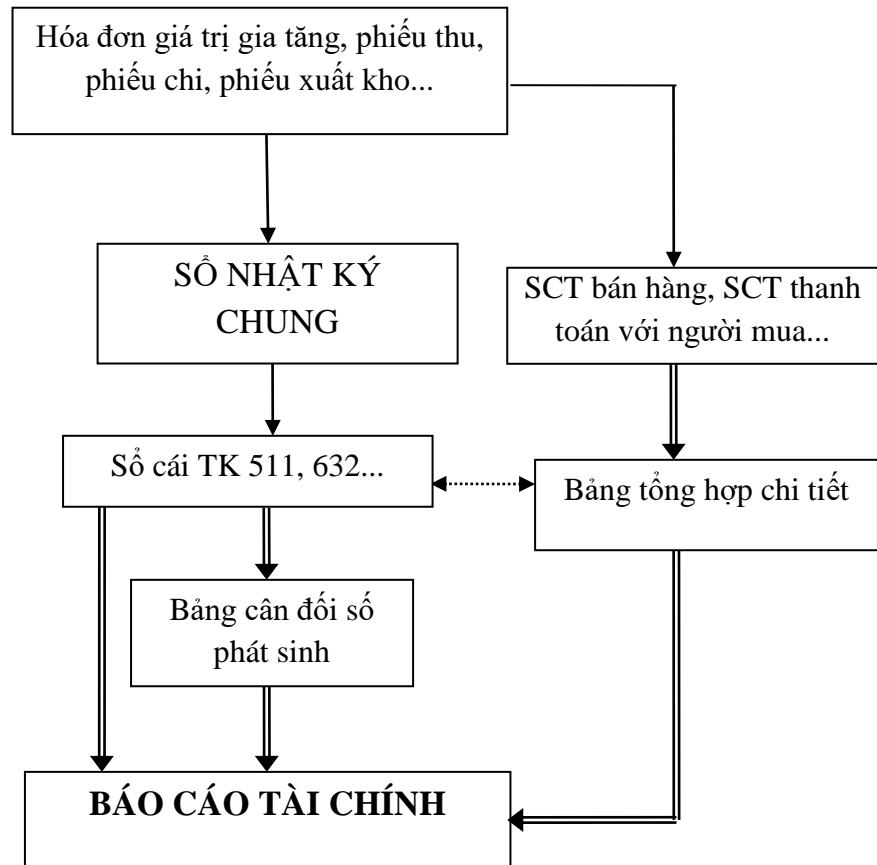 Hóa đơn giá trị gia tăng, phiếu thu,
phiếu chi, phiếu xuất kho...
SỔ NHẬT KÝ
CHUNG
SCT bán hàng, SCT thanh
toán với người mua...
Sổ cái TK 511, 632...
Bảng tổng hợp chi tiết
Bảng cân đối số
phát sinh
BÁO CÁO TÀI CHÍNH